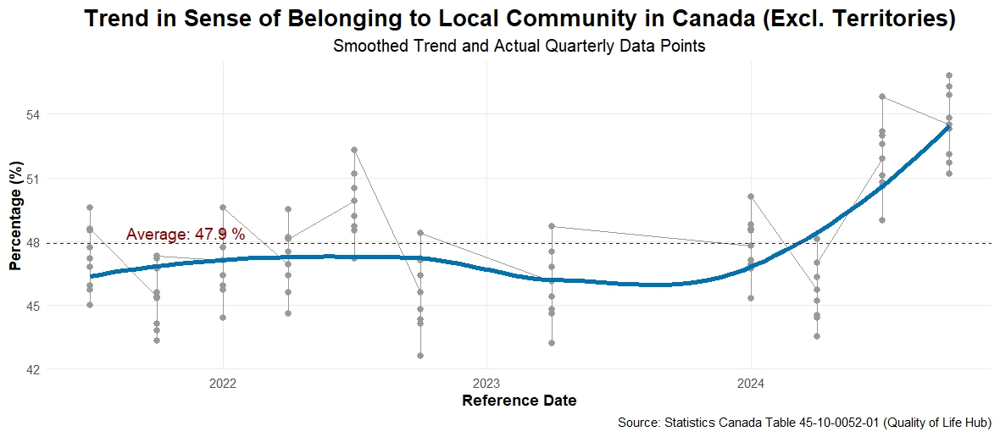 Trend in Sense of Belonging to Local Community in Canada (Excl. Territories)
Smoothed Trend and Actual Quarterly Data Points
Percentage (%)
54
51
48
45
42
Average: 47.9 %
2022
2023
2024
Reference Date
Source: Statistics Canada Table 45-10-0052-01 (Quality of Life Hub)